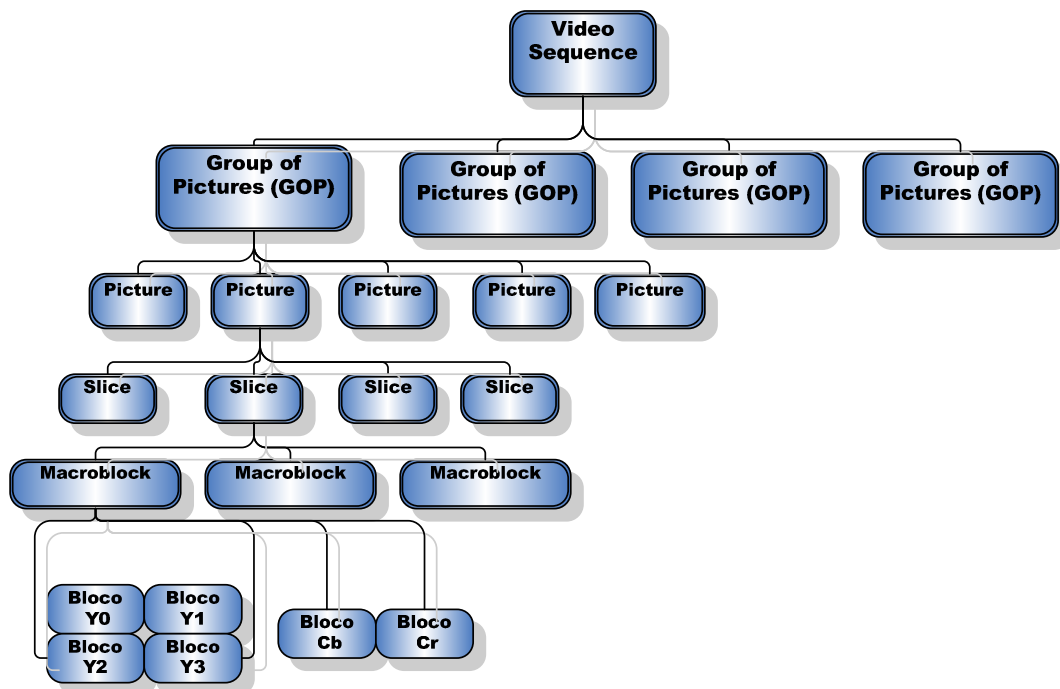 Video
Sequence
Group of
Pictures (GOP)
Group of
Pictures (GOP)
Group of
Pictures (GOP)
Group of
Pictures (GOP)
Picture
Picture
Picture
Picture
Picture
Slice
Slice
Slice
Slice
Macroblock
Macroblock
Macroblock
Bloco
Y0
Bloco
Y1
Bloco
Y2
Bloco
Y3
Bloco
Cb
Bloco
Cr